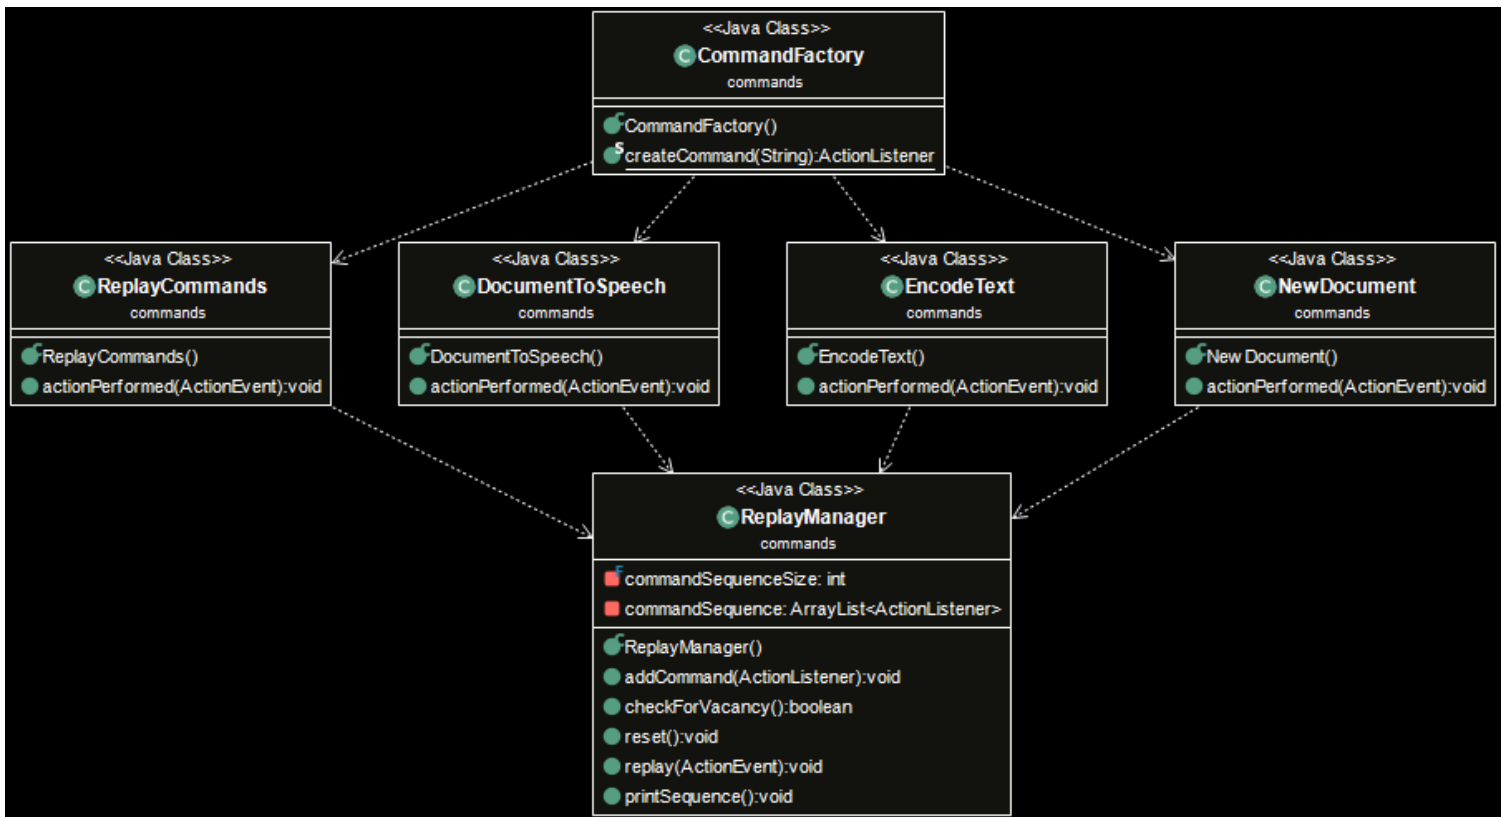 <<Java Class>>
CommandFactory
commands
CommandFactory()
createCommand(String):ActionListener
<<Java Class>>
ReplayCommands
commands
ReplayCommands()
actionPerformed(ActionEvent):void
<<Java Class>>
DocumentToSpeech
commands
DocumentToSpeech()
actionPerformed(ActionEvent):void
<<Java Class>>
EncodeText
commands
EncodeText()
actionPerformed(ActionEvent):void
<<Java Class>>
NewDocument
commands
NewDocument()
actionPerformed(ActionEvent):void
<<Java Class>>
ReplayManager
commands
commandSequenceSize: int
commandSequence: ArrayList<ActionListener>
ReplayManager()
addCommand(ActionListener):void
checkForVacancy():boolean
reset():void
replay(ActionEvent):void
printSequence():void